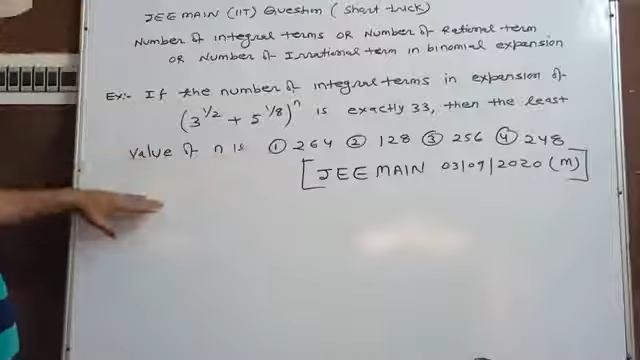 JEE MAIN (IIT) Question (short trick)
Number of integral terms OR Number of Rational term
OR Number of Irrational term in binomial expansion
Ex:- If the number of integral terms in expansion of
(3^1/2 + 5^1/8)^n is exactly 33, then the least
value of n is ① 264 ② 128 ③ 256 ④ 248
[JEE MAIN 03/09/2020 (M)]